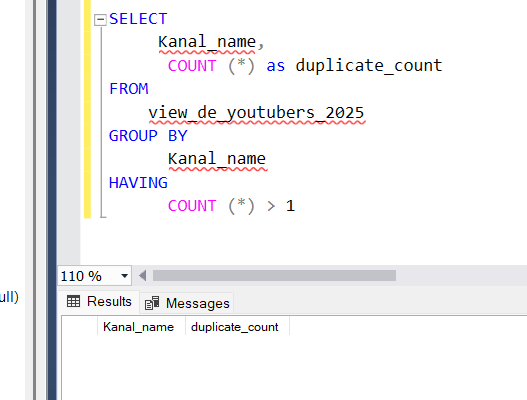 SELECT
Kanal_name,
COUNT (*) as duplicate_count
FROM
view_de_youtubers_2025
GROUP BY
Kanal_name
HAVING
COUNT (*) > 1
110 %
ull)
Results Messages
Kanal_name duplicate_count